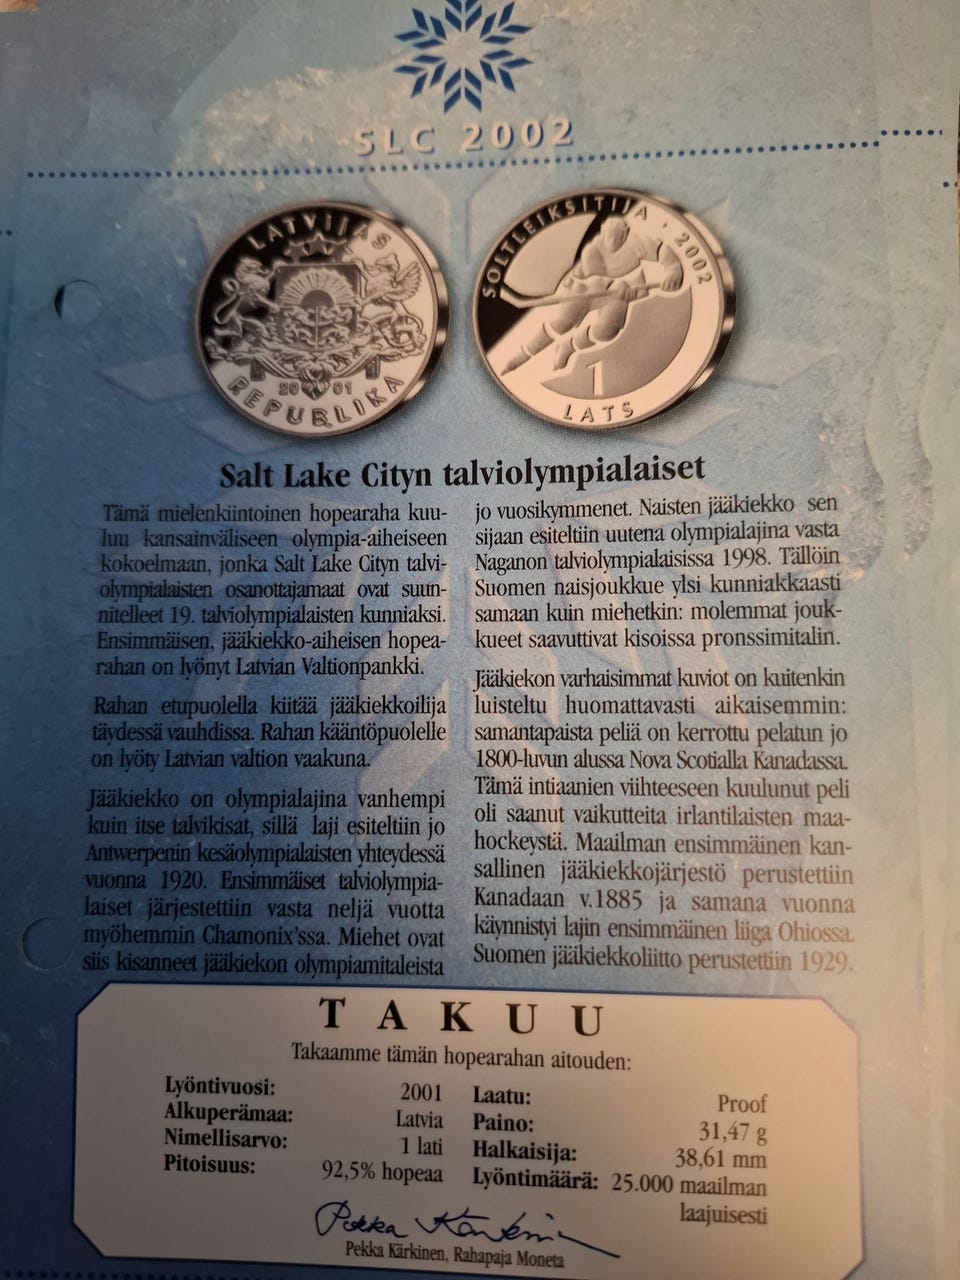 SLC 2002
LATVIJAS
20 01
REPUBLIKA
SOLTLEIKSITIJA · 2002
1
LATS
Salt Lake Cityn talviolympialaiset
Tämä mielenkiintoinen hopearaha kuu-
luu kansainväliseen olympia-aiheiseen
kokoelmaan, jonka Salt Lake Cityn talvi-
olympialaisten osanottajamaat ovat suun-
nitelleet 19. talviolympialaisten kunniaksi.
Ensimmäisen, jääkiekko-aiheisen hopea-
rahan on lyönyt Latvian Valtionpankki.
Rahan etupuolella kiitää jääkiekkoilija
täydessä vauhdissa. Rahan kääntöpuolelle
on lyöty Latvian valtion vaakuna.
Jääkiekko on olympialajina vanhempi
kuin itse talvikisat, sillä laji esiteltiin jo
Antwerpenin kesäolympialaisten yhteydessä
vuonna 1920. Ensimmäiset talviolympia-
laiset järjestettiin vasta neljä vuotta
myöhemmin Chamonix'ssa. Miehet ovat
siis kisanneet jääkiekon olympiamitaleista
jo vuosikymmenet. Naisten jääkiekko sen
sijaan esiteltiin uutena olympialajina vasta
Naganon talviolympialaisissa 1998. Tällöin
Suomen naisjoukkue ylsi kunniakkaasti
samaan kuin miehetkin: molemmat jouk-
kueet saavuttivat kisoissa pronssimitalin.
Jääkiekon varhaisimmat kuviot on kuitenkin
luisteltu huomattavasti aikaisemmin:
samantapaista peliä on kerrottu pelatun jo
1800-luvun alussa Nova Scotialla Kanadassa.
Tämä intiaanien viihteeseen kuulunut peli
oli saanut vaikutteita irlantilaisten maa-
hockeystä. Maailman ensimmäinen kan-
sallinen jääkiekkojärjestö perustettiin
Kanadaan v.1885 ja samana vuonna
käynnistyi lajin ensimmäinen liiga Ohiossa.
Suomen jääkiekkoliitto perustettiin 1929.
TAKUU
Takaamme tämän hopearahan aitouden:
Lyöntivuosi: 2001
Alkuperämaa: Latvia
Nimellisarvo: 1 lati
Pitoisuus: 92,5% hopeaa
Laatu: Proof
Paino: 31,47 g
Halkaisija: 38,61 mm
Lyöntimäärä: 25.000 maailman
laajuisesti
Pekka Kärkinen
Pekka Kärkinen, Rahapaja Moneta